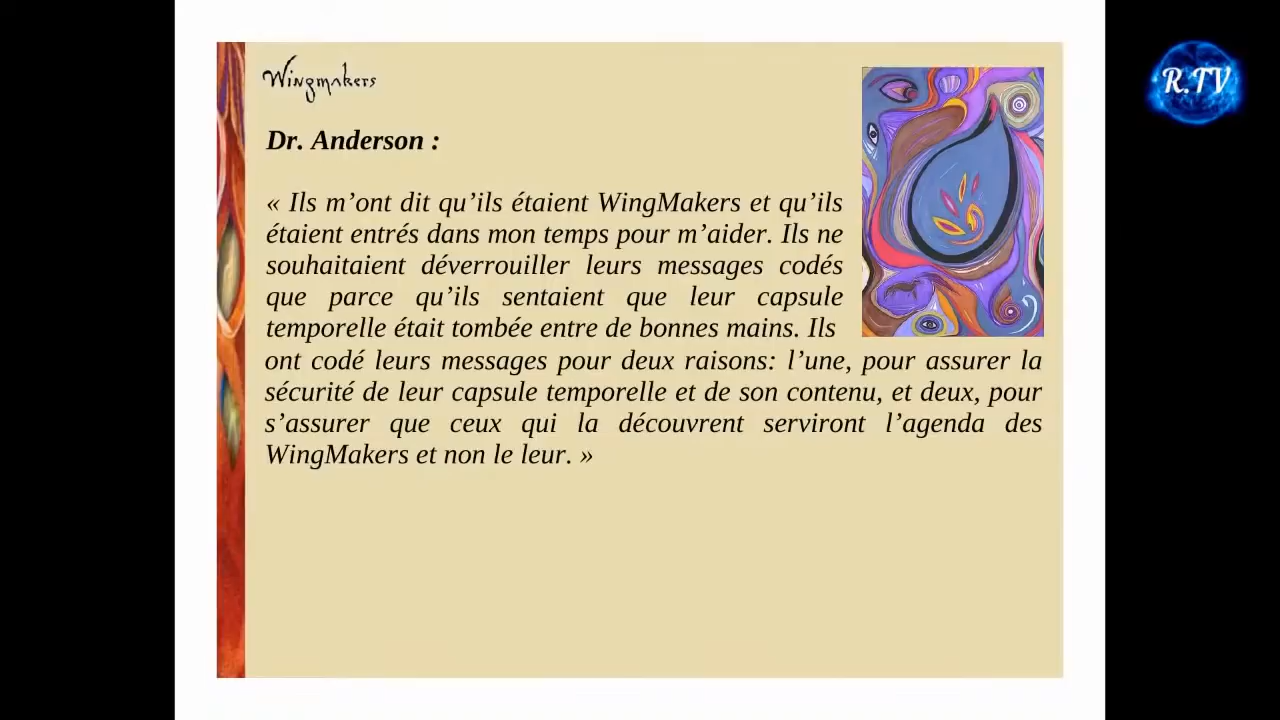 Wingmakers
R.TV
Dr. Anderson :
« Ils m’ont dit qu’ils étaient WingMakers et qu’ils
étaient entrés dans mon temps pour m’aider. Ils ne
souhaitaient déverrouiller leurs messages codés
que parce qu’ils sentaient que leur capsule
temporelle était tombée entre de bonnes mains. Ils
ont codé leurs messages pour deux raisons: l’une, pour assurer la
sécurité de leur capsule temporelle et de son contenu, et deux, pour
s’assurer que ceux qui la découvrent serviront l’agenda des
WingMakers et non le leur. »